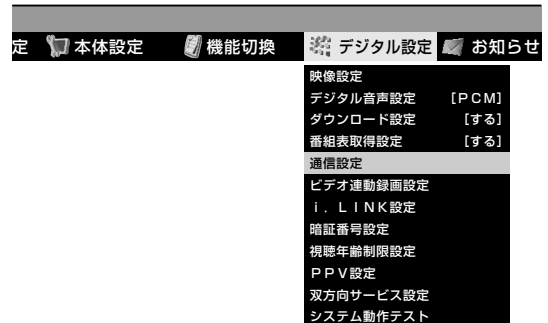 定 本体設定 機能切換 デジタル設定 お知らせ
映像設定
デジタル音声設定 [PCM]
ダウンロード設定 [する]
番組表取得設定 [する]
通信設定
ビデオ連動録画設定
i．LINK設定
暗証番号設定
視聴年齢制限設定
PPV設定
双方向サービス設定
システム動作テスト